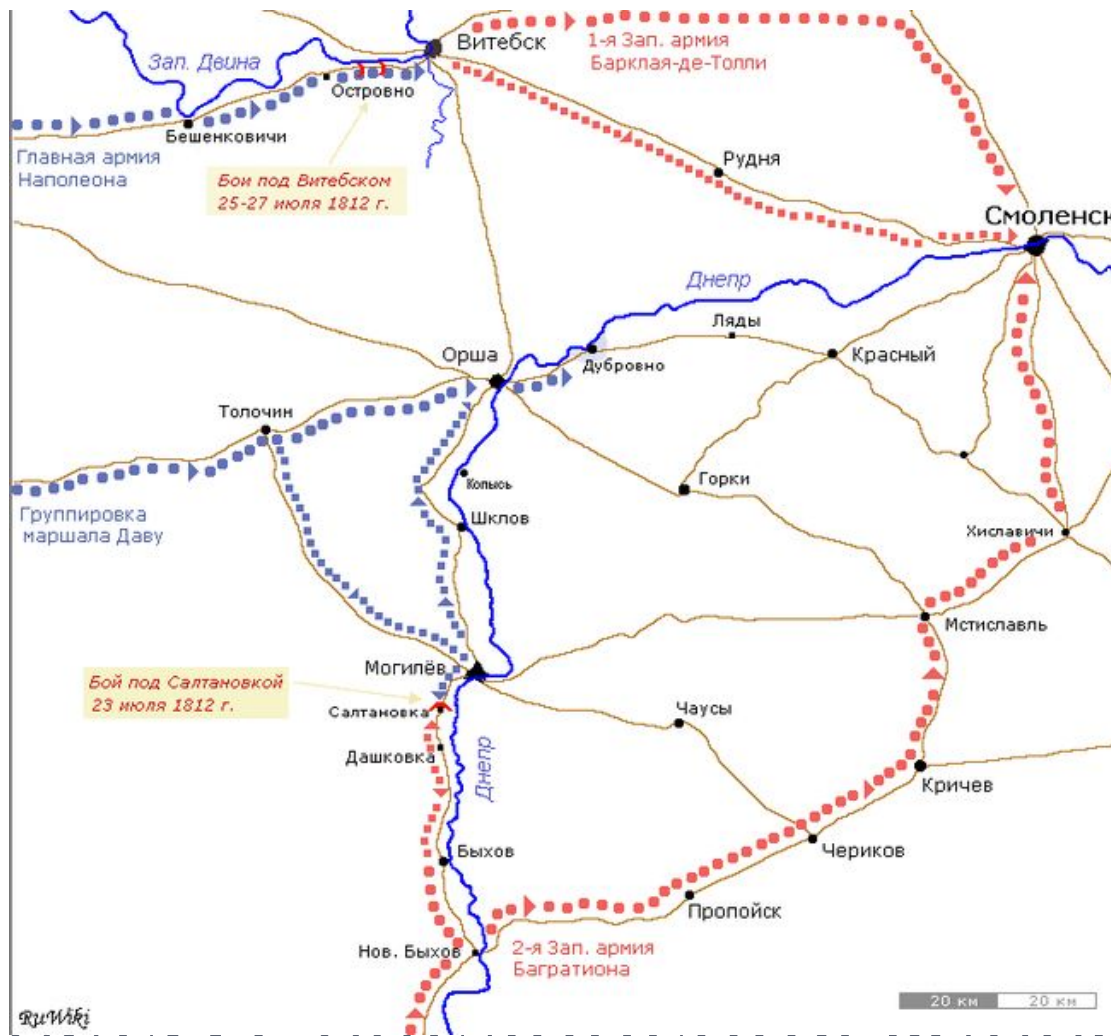 Витебск
1-я Зап. армия
Барклая-де-Толли
Зап. Двина
Островно
Бешенковичи
Главная армия
Наполеона
Бои под Витебском
25-27 июля 1812 г.
Рудня
Смоленск
Днепр
Ляды
Орша
Дубровно
Красный
Толочин
Копысь
Горки
Группировка
маршала Даву
Шклов
Хиславичи
Мстиславль
Могилёв
Бой под Салтановкой
23 июля 1812 г.
Салтановка
Чаусы
Дашковка
Днепр
Кричев
Быхов
Чериков
Пропойск
Нов. Быхов
2-я Зап. армия
Багратиона
20 км 20 км
RuWiki